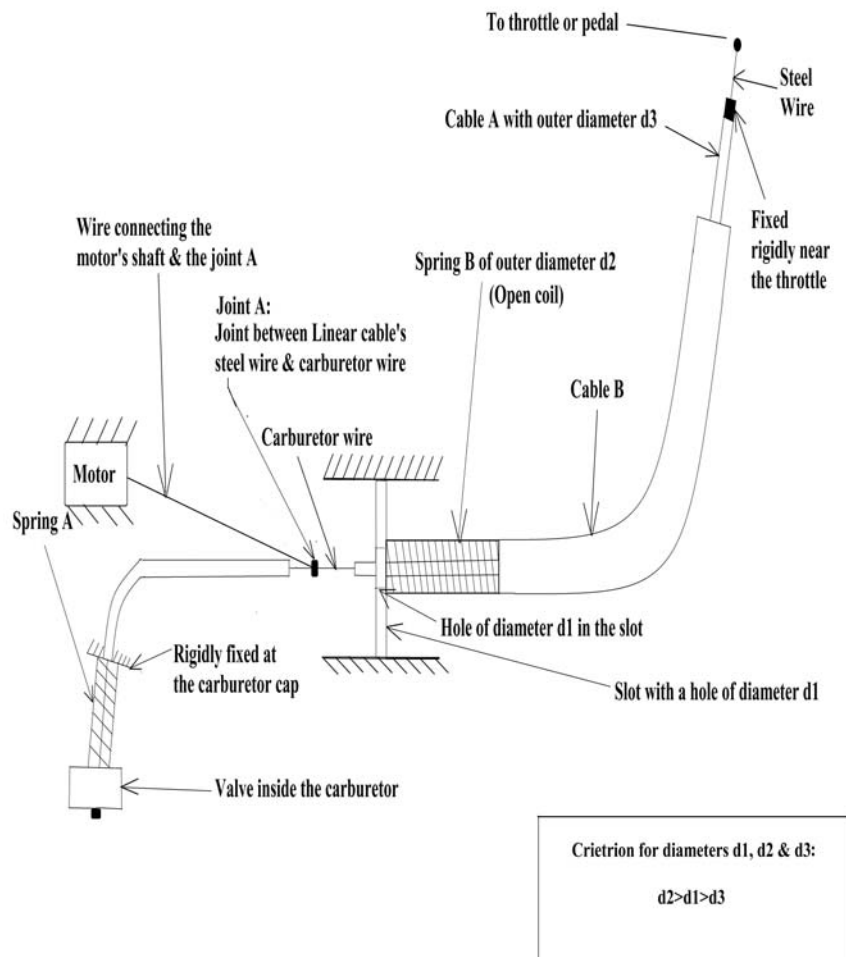 To throttle or pedal
Steel
Wire
Cable A with outer diameter d3
Fixed
rigidly near
the throttle
Wire connecting the
motor's shaft & the joint A
Spring B of outer diameter d2
(Open coil)
Joint A:
Joint between Linear cable's
steel wire & carburetor wire
Cable B
Carburetor wire
Motor
Spring A
Hole of diameter d1 in the slot
Rigidly fixed at
the carburetor cap
Slot with a hole of diameter d1
Valve inside the carburetor
Crietrion for diameters d1, d2 & d3:
d2>d1>d3